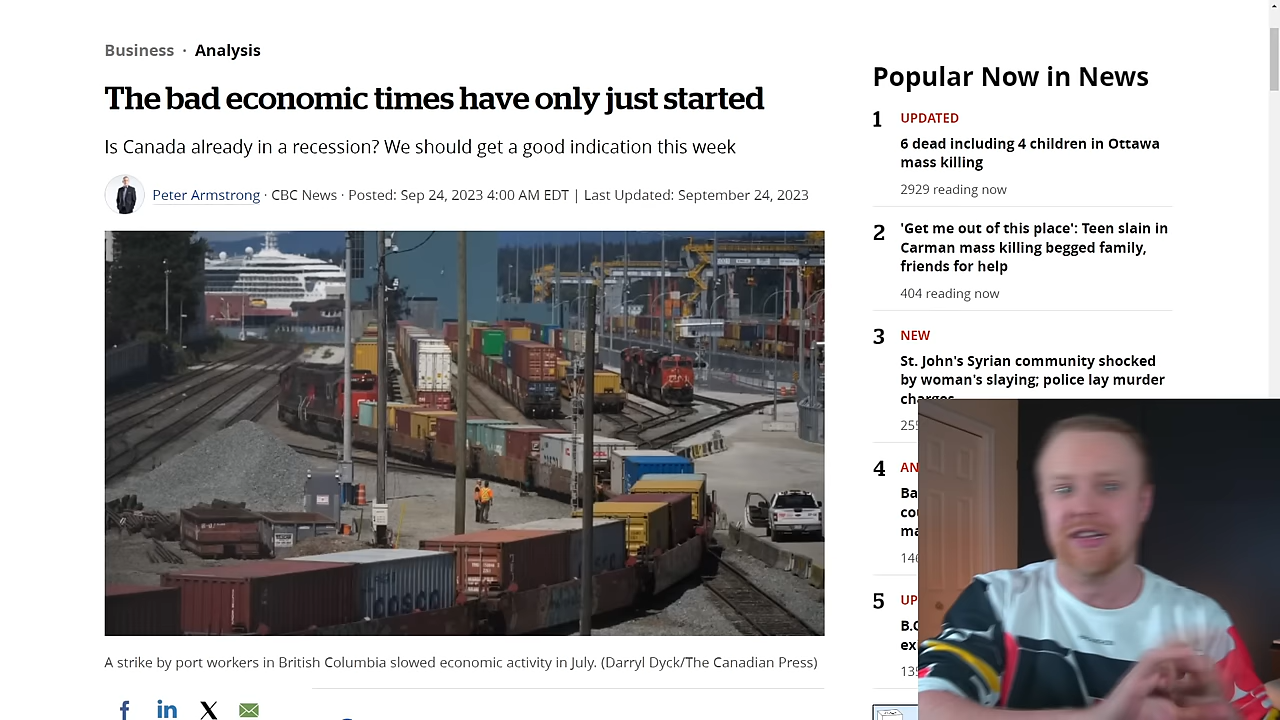 Business · Analysis
The bad economic times have only just started
Is Canada already in a recession? We should get a good indication this week
Peter Armstrong · CBC News · Posted: Sep 24, 2023 4:00 AM EDT | Last Updated: September 24, 2023
A strike by port workers in British Columbia slowed economic activity in July. (Darryl Dyck/The Canadian Press)
Popular Now in News
1 UPDATED
6 dead including 4 children in Ottawa
mass killing
2929 reading now
2 'Get me out of this place': Teen slain in
Carman mass killing begged family,
friends for help
404 reading now
3 NEW
St. John's Syrian community shocked
by woman's slaying; police lay murder
charges
4
5